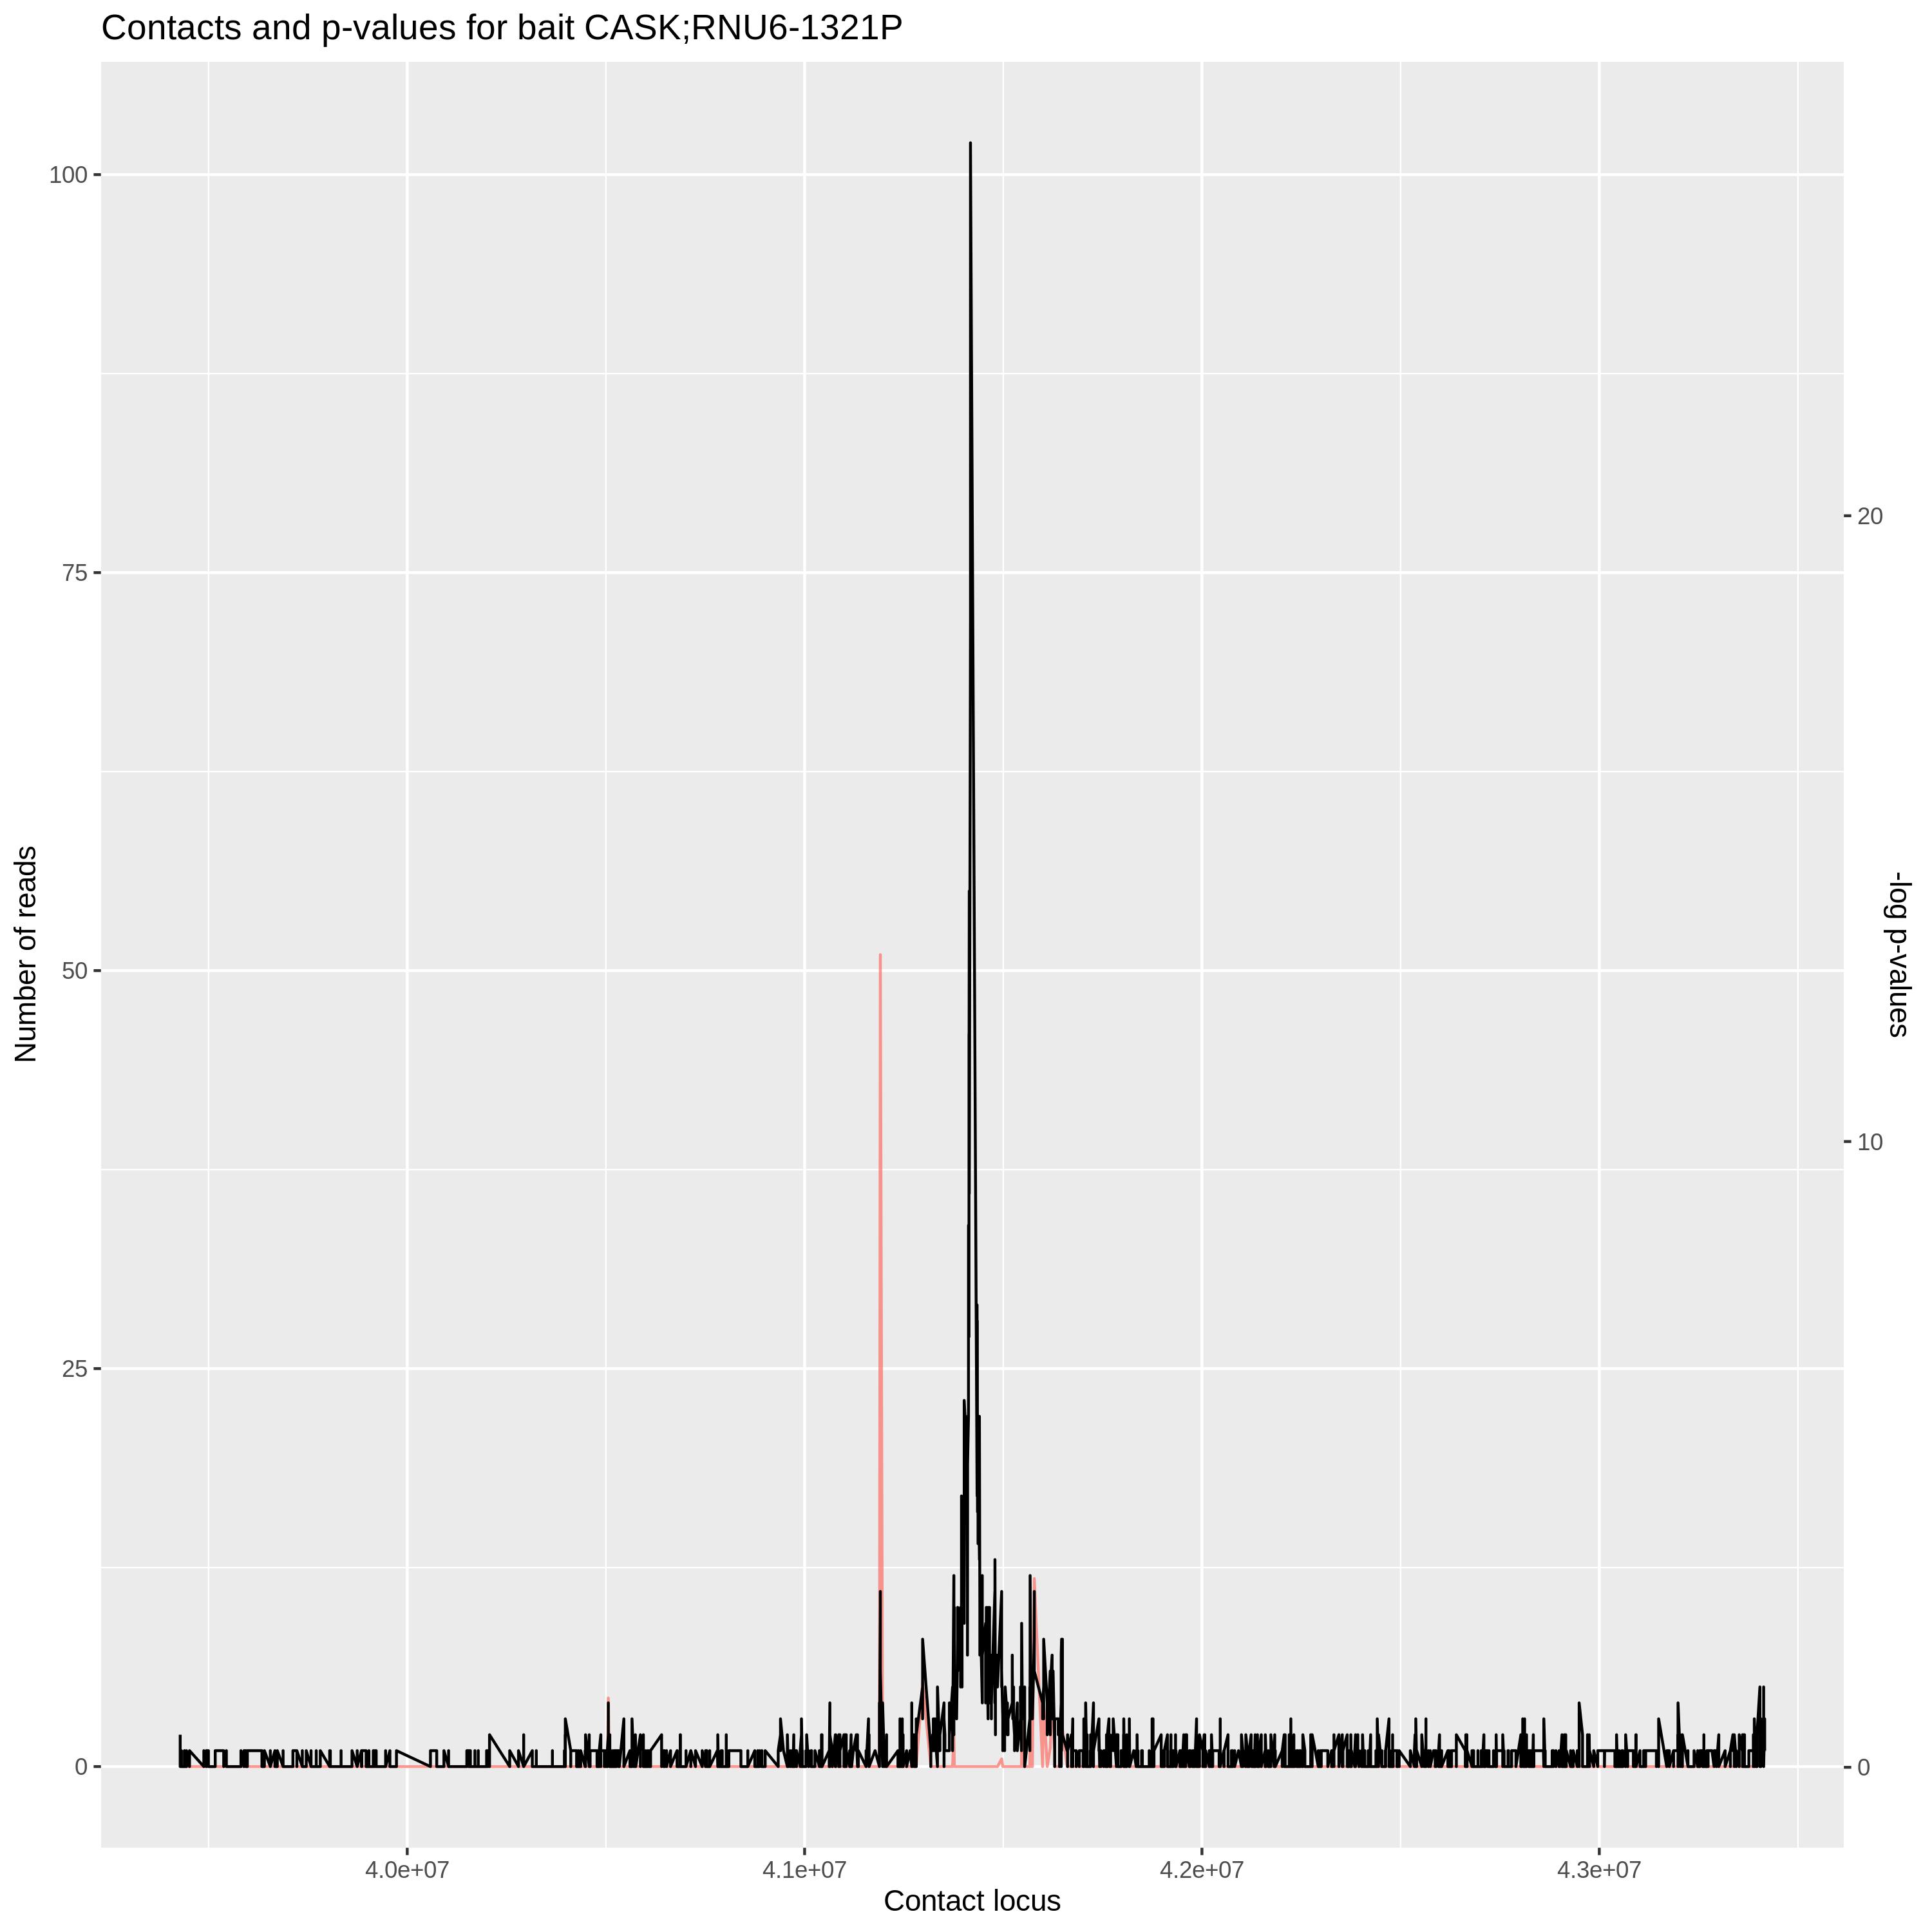 Contacts and p-values for bait CASK;RNU6-1321P
100
75
50
25
0
Number of reads
20
10
0
-log p-values
4.0e+07
4.1e+07
4.2e+07
4.3e+07
Contact locus